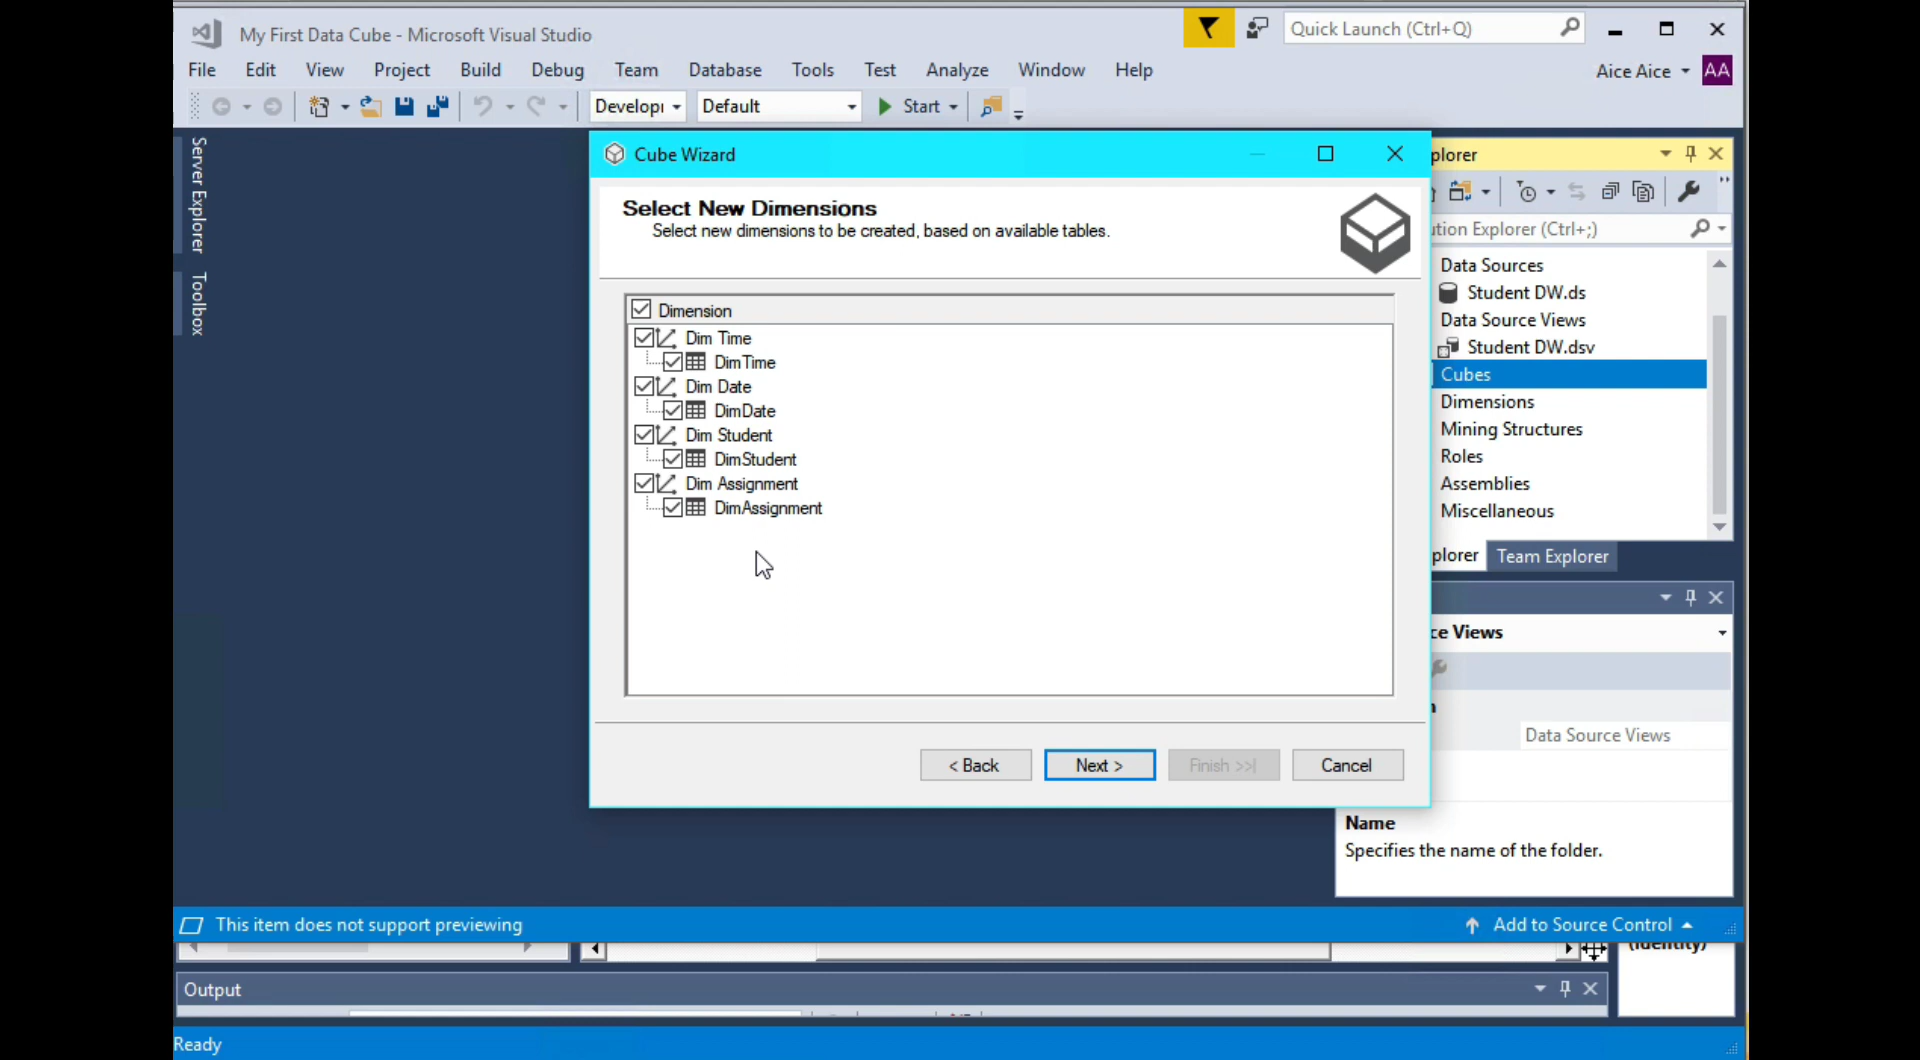 My First Data Cube - Microsoft Visual Studio
Quick Launch (Ctrl+Q)
File Edit View Project Build Debug Team Database Tools Test Analyze Window Help
Aice Aice AA
Develop Default Start
Server Explorer
Toolbox
Cube Wizard
Select New Dimensions
Select new dimensions to be created, based on available tables.
Dimension
Dim Time
DimTime
Dim Date
DimDate
Dim Student
DimStudent
Dim Assignment
DimAssignment
< Back Next > Finish >>| Cancel
plorer
ution Explorer (Ctrl+;)
Data Sources
Student DW.ds
Data Source Views
Student DW.dsv
Cubes
Dimensions
Mining Structures
Roles
Assemblies
Miscellaneous
plorer Team Explorer
ce Views
Data Source Views
Name
Specifies the name of the folder.
This item does not support previewing
Add to Source Control
(Identity)
Output
Ready